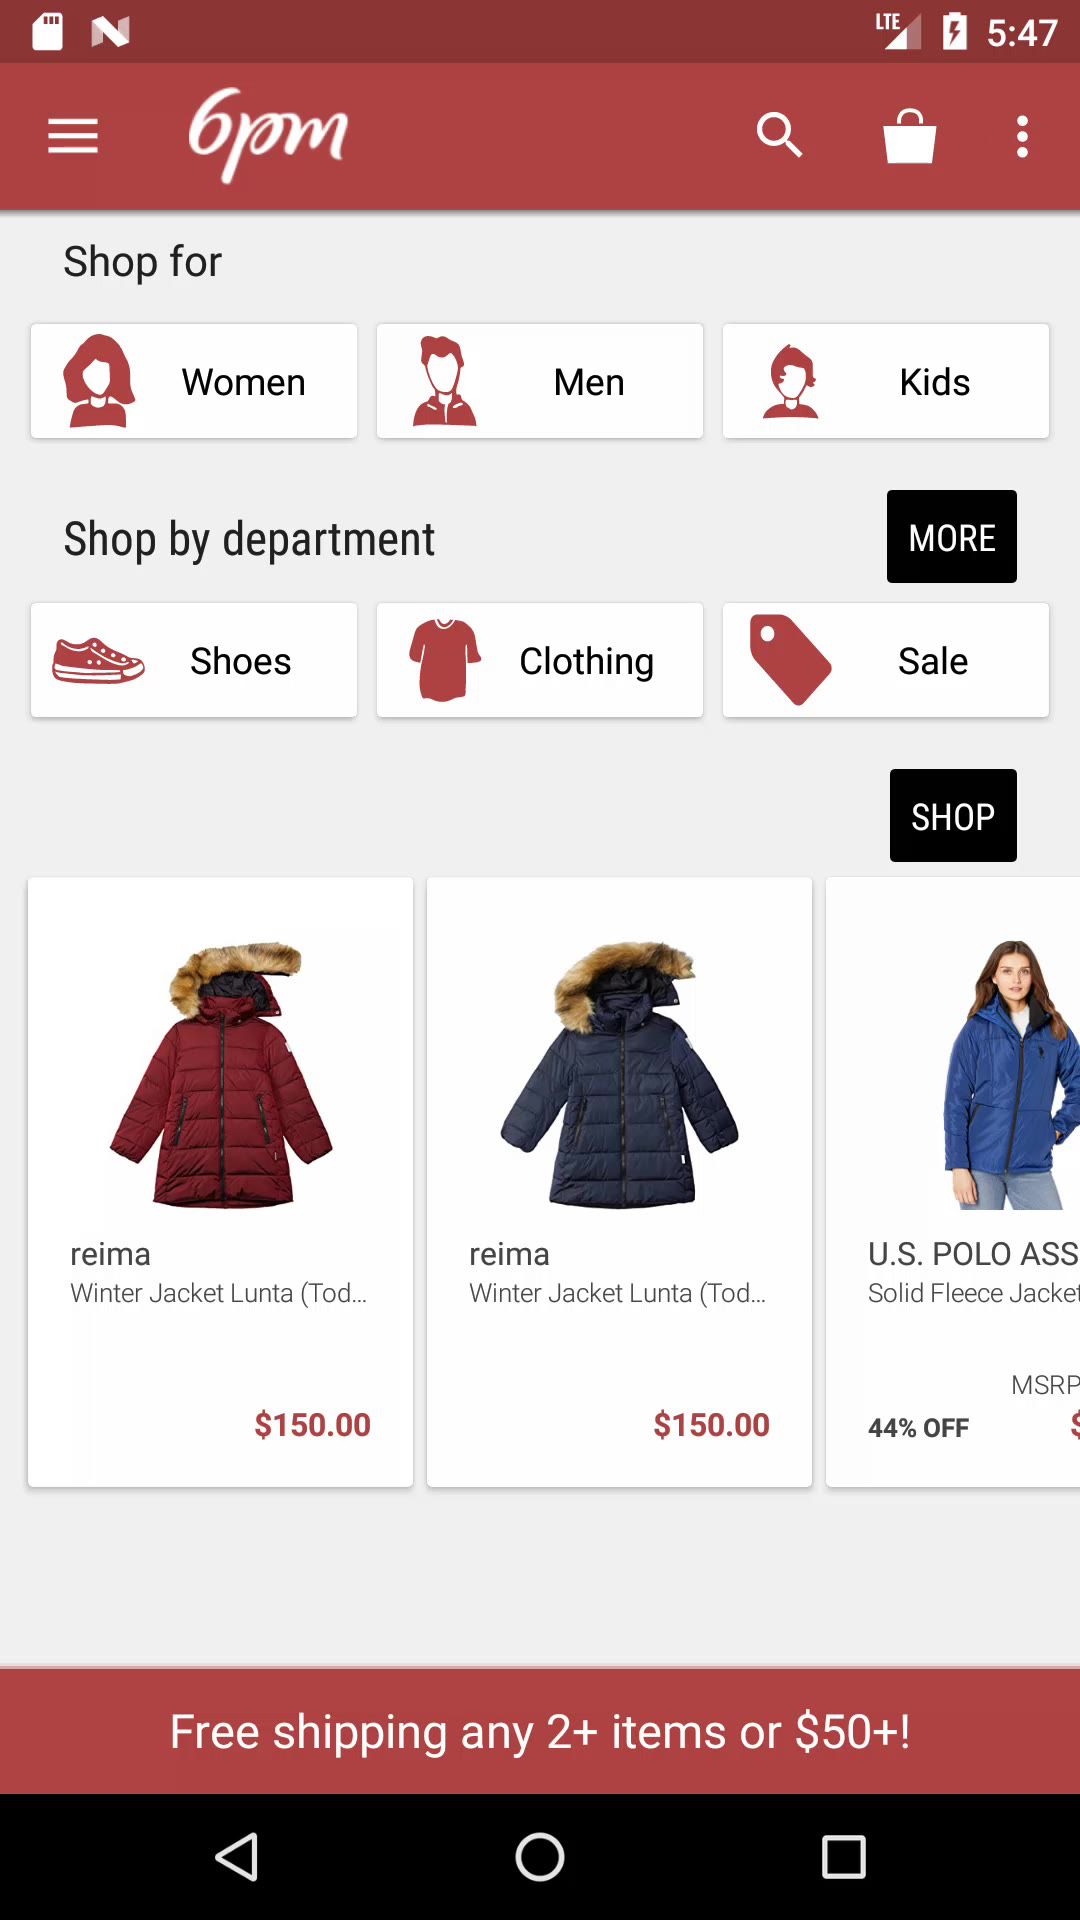 LTE
5:47
6pm
Shop for
Women
Men
Kids
Shop by department
MORE
Shoes
Clothing
Sale
SHOP
reima
Winter Jacket Lunta (Tod...
$150.00
reima
Winter Jacket Lunta (Tod...
$150.00
U.S. POLO ASS
Solid Fleece Jacket
MSRP
44% OFF
$
Free shipping any 2+ items or $50+!